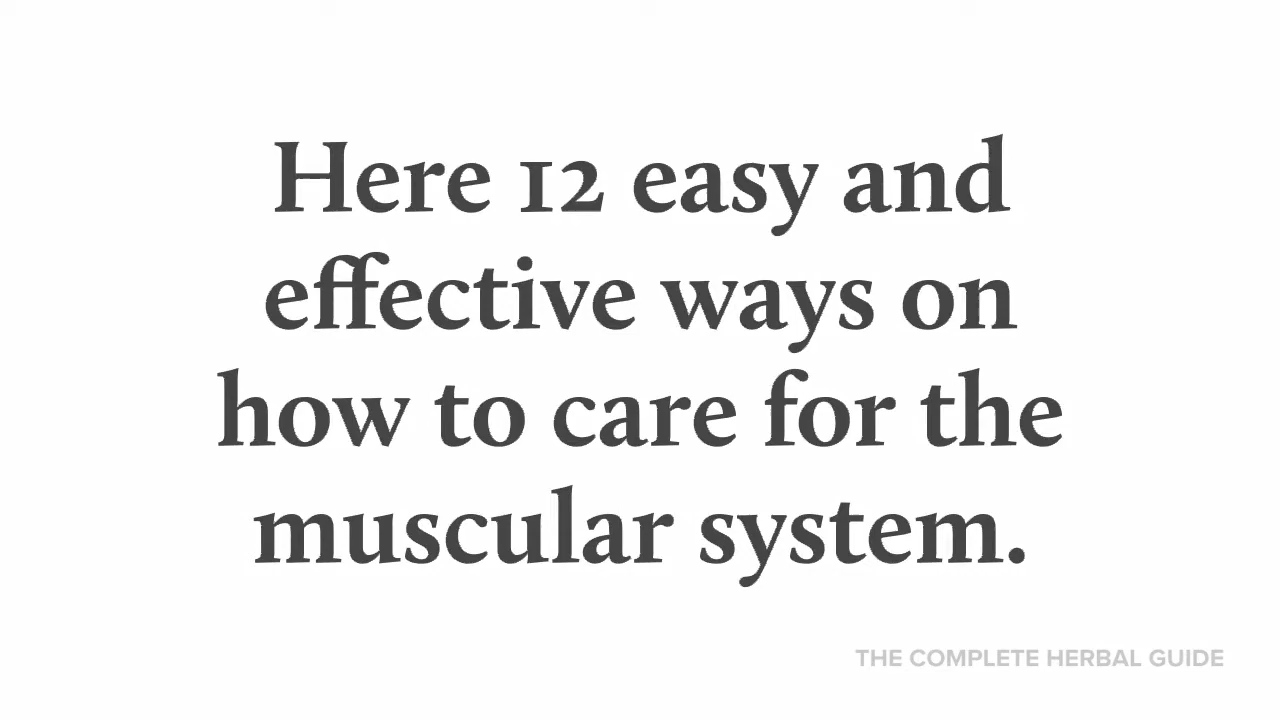 Here 12 easy and
effective ways on
how to care for the
muscular system.
THE COMPLETE HERBAL GUIDE